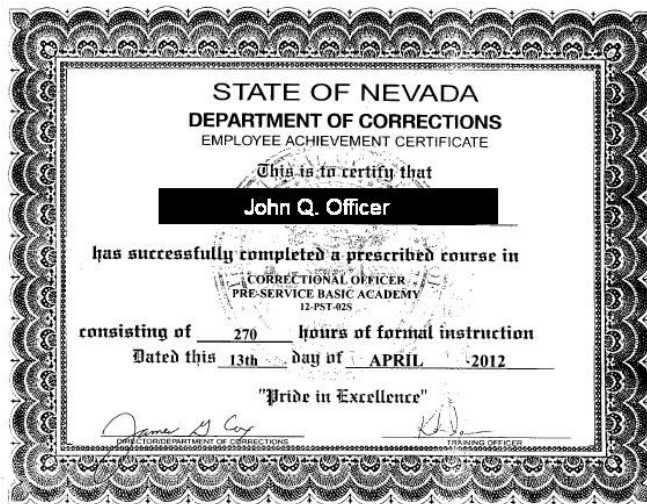 STATE OF NEVADA
DEPARTMENT OF CORRECTIONS
EMPLOYEE ACHIEVEMENT CERTIFICATE
This is to certify that
John Q. Officer
has successfully completed a prescribed course in
CORRECTIONAL OFFICER
PRE-SERVICE BASIC ACADEMY
12-PST-02S
consisting of 270 hours of formal instruction
Dated this 13th day of APRIL -2012
"Pride in Excellence"
James G Cox
DIRECTOR/DEPARTMENT OF CORRECTIONS
TRAINING OFFICER